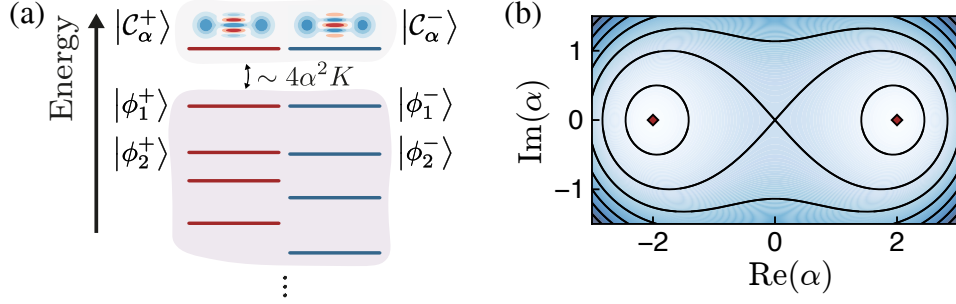 (a)
Energy
|𝒞α⁺⟩
|𝒞α⁻⟩
∼ 4α²K
|ϕ₁⁺⟩
|ϕ₁⁻⟩
|ϕ₂⁺⟩
|ϕ₂⁻⟩
⋮
(b)
Im(α)
1
0
−1
−2
0
2
Re(α)